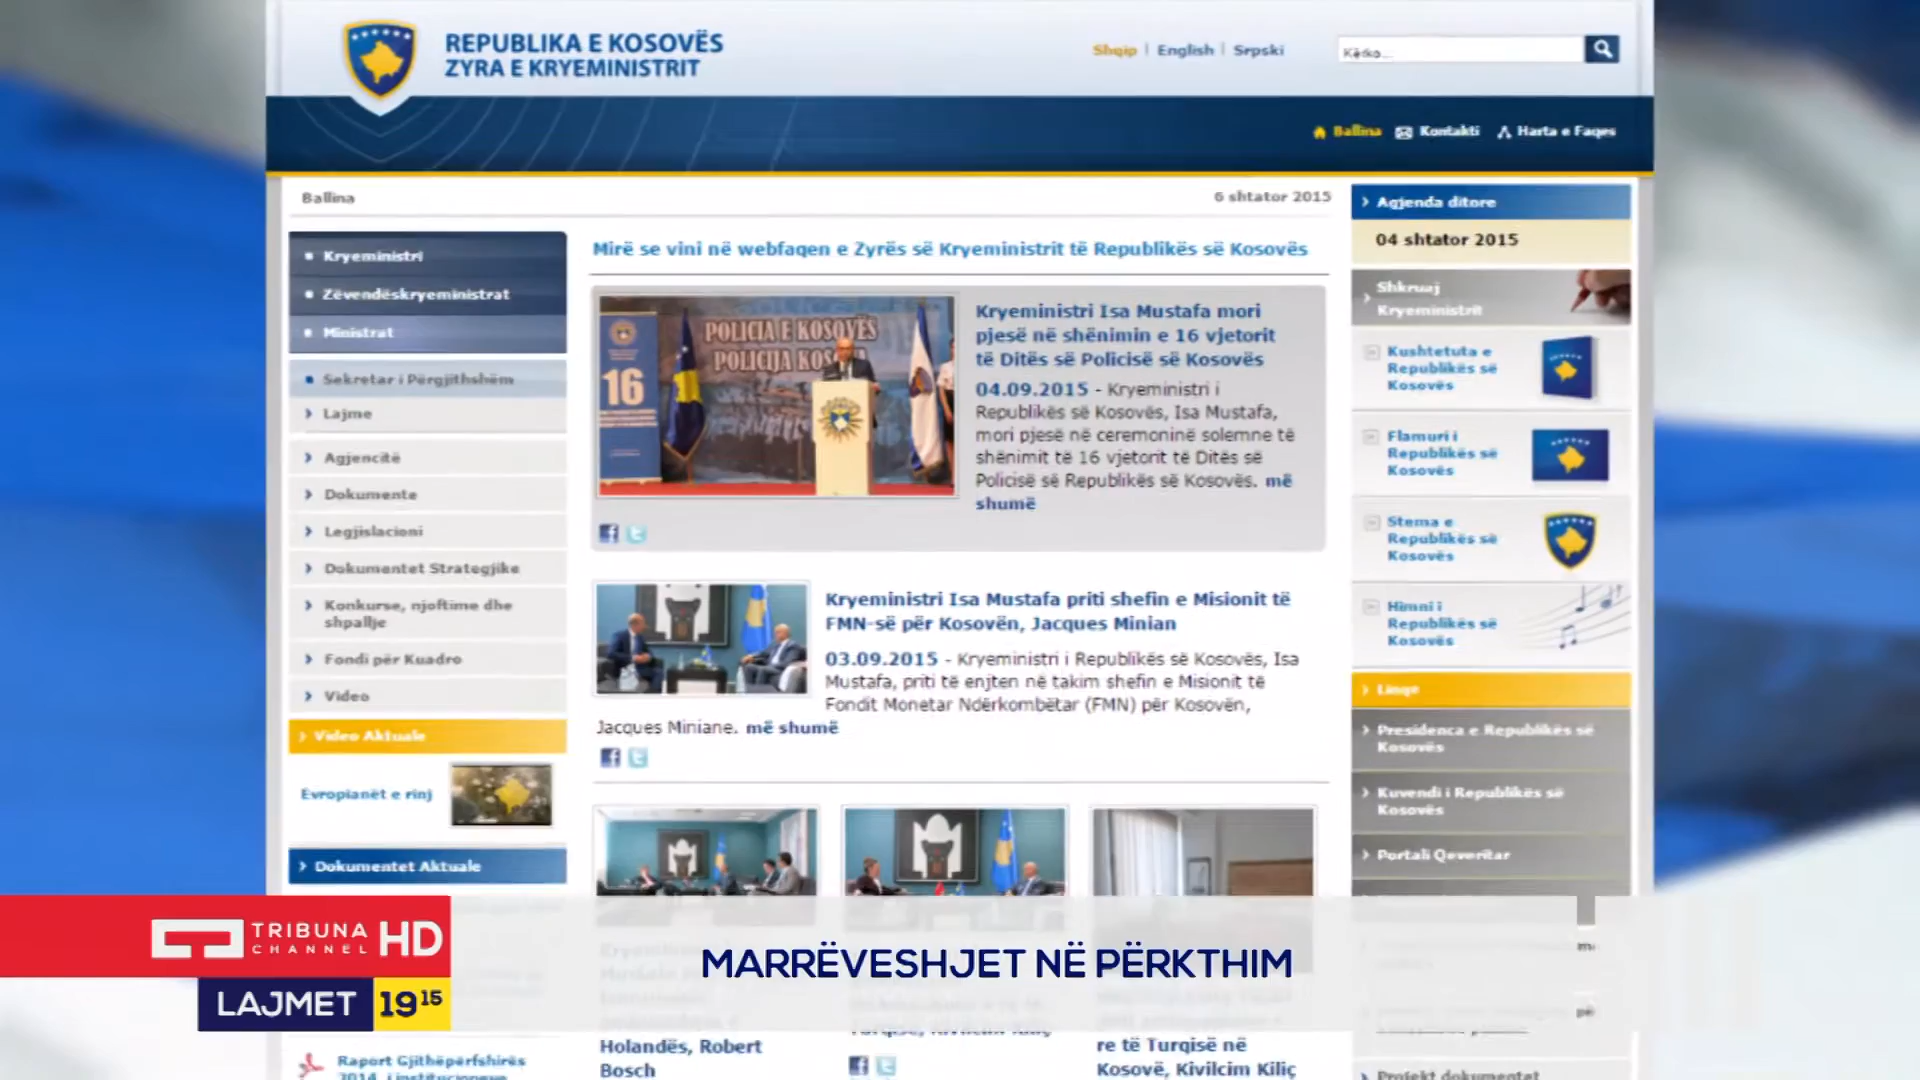 REPUBLIKA E KOSOVËS
ZYRA E KRYEMINISTRIT
Shqip | English | Srpski
Kërko...
Ballina Kontakti Harta e Faqes
Ballina
6 shtator 2015
Kryeministri
Zëvendëskryeministrat
Ministrat
Sekretar i Përgjithshëm
Lajme
Agjencitë
Dokumente
Legjislacioni
Dokumentet Strategjike
Konkurse, njoftime dhe
shpallje
Fondi për Kuadro
Video
Video Aktuale
Evropianët e rinj
Dokumentet Aktuale
Raport Gjithëpërfshirës
Mirë se vini në webfaqen e Zyrës së Kryeministrit të Republikës së Kosovës
POLICIA E KOSOVËS
POLICIJA KOSOVA
16
Kryeministri Isa Mustafa mori
pjesë në shënimin e 16 vjetorit
të Ditës së Policisë së Kosovës
04.09.2015 - Kryeministri i
Republikës së Kosovës, Isa Mustafa,
mori pjesë në ceremoninë solemne të
shënimit të 16 vjetorit të Ditës së
Policisë së Republikës së Kosovës. më
shumë
Kryeministri Isa Mustafa priti shefin e Misionit të
FMN-së për Kosovën, Jacques Minian
03.09.2015 - Kryeministri i Republikës së Kosovës, Isa
Mustafa, priti të enjten në takim shefin e Misionit të
Fondit Monetar Ndërkombëtar (FMN) për Kosovën,
Jacques Miniane. më shumë
Holandës, Robert
Bosch
re të Turqisë në
Kosovë, Kivilcim Kiliç
Agjenda ditore
04 shtator 2015
Shkruaj
Kryeministrit
Kushtetuta e
Republikës së
Kosovës
Flamuri i
Republikës së
Kosovës
Stema e
Republikës së
Kosovës
Himni i
Republikës së
Kosovës
Linqe
Presidenca e Republikës së
Kosovës
Kuvendi i Republikës së
Kosovës
Portali Qeveritar
Projekt dokumentet
TRIBUNA
CHANNEL HD
LAJMET 19 15
MARRËVESHJET NË PËRKTHIM